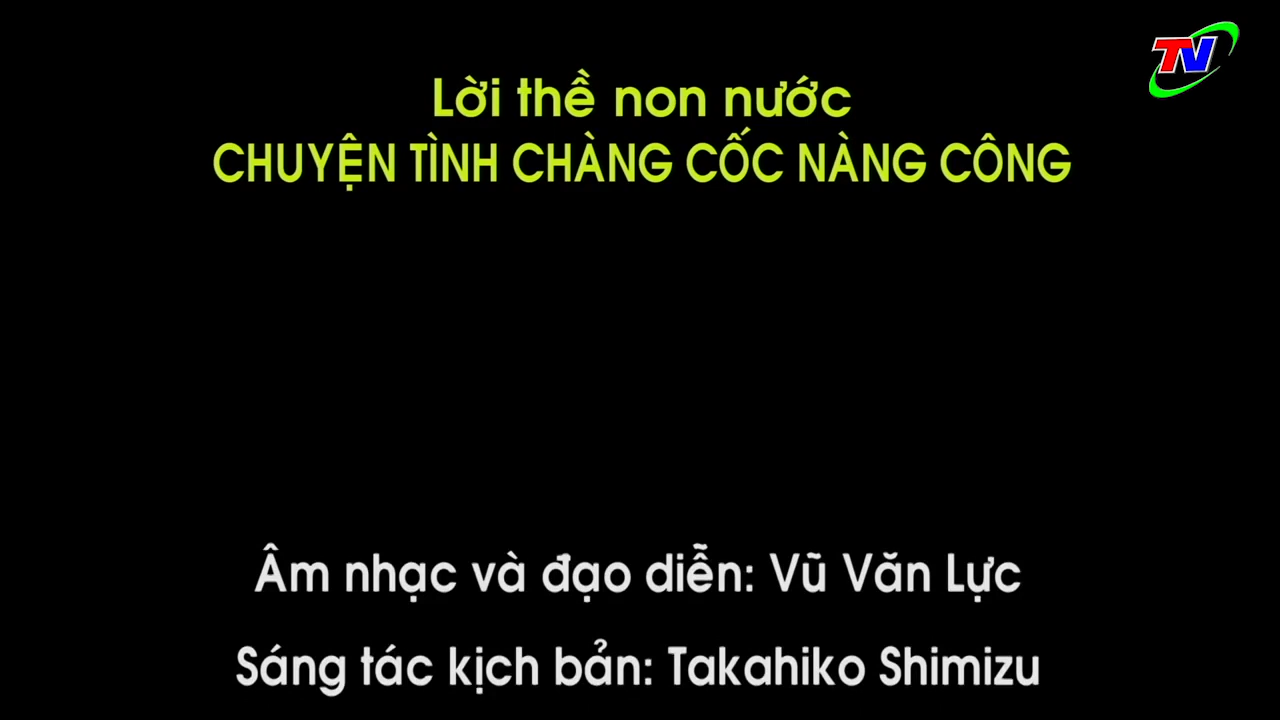 TV
Lời thề non nước
CHUYỆN TÌNH CHÀNG CỐC NÀNG CÔNG
Âm nhạc và đạo diễn: Vũ Văn Lực
Sáng tác kịch bản: Takahiko Shimizu